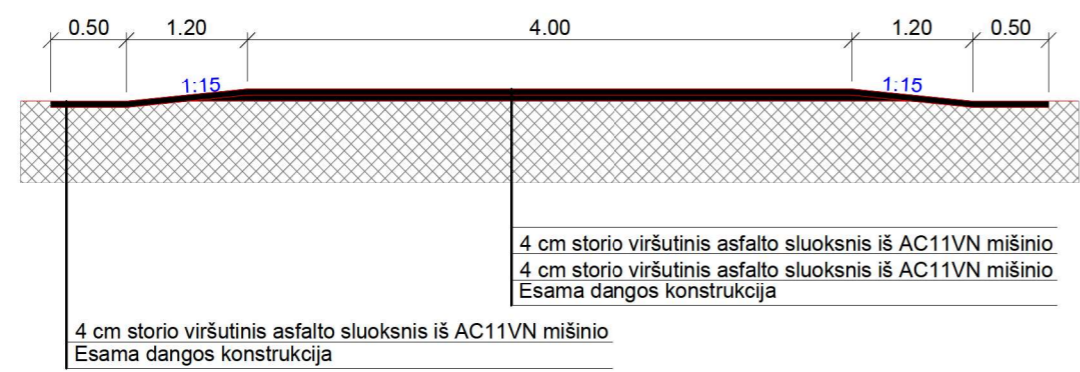 0.50 1.20 4.00 1.20 0.50
1:15 1:15
4 cm storio viršutinis asfalto sluoksnis iš AC11VN mišinio
4 cm storio viršutinis asfalto sluoksnis iš AC11VN mišinio
Esama dangos konstrukcija
4 cm storio viršutinis asfalto sluoksnis iš AC11VN mišinio
Esama dangos konstrukcija